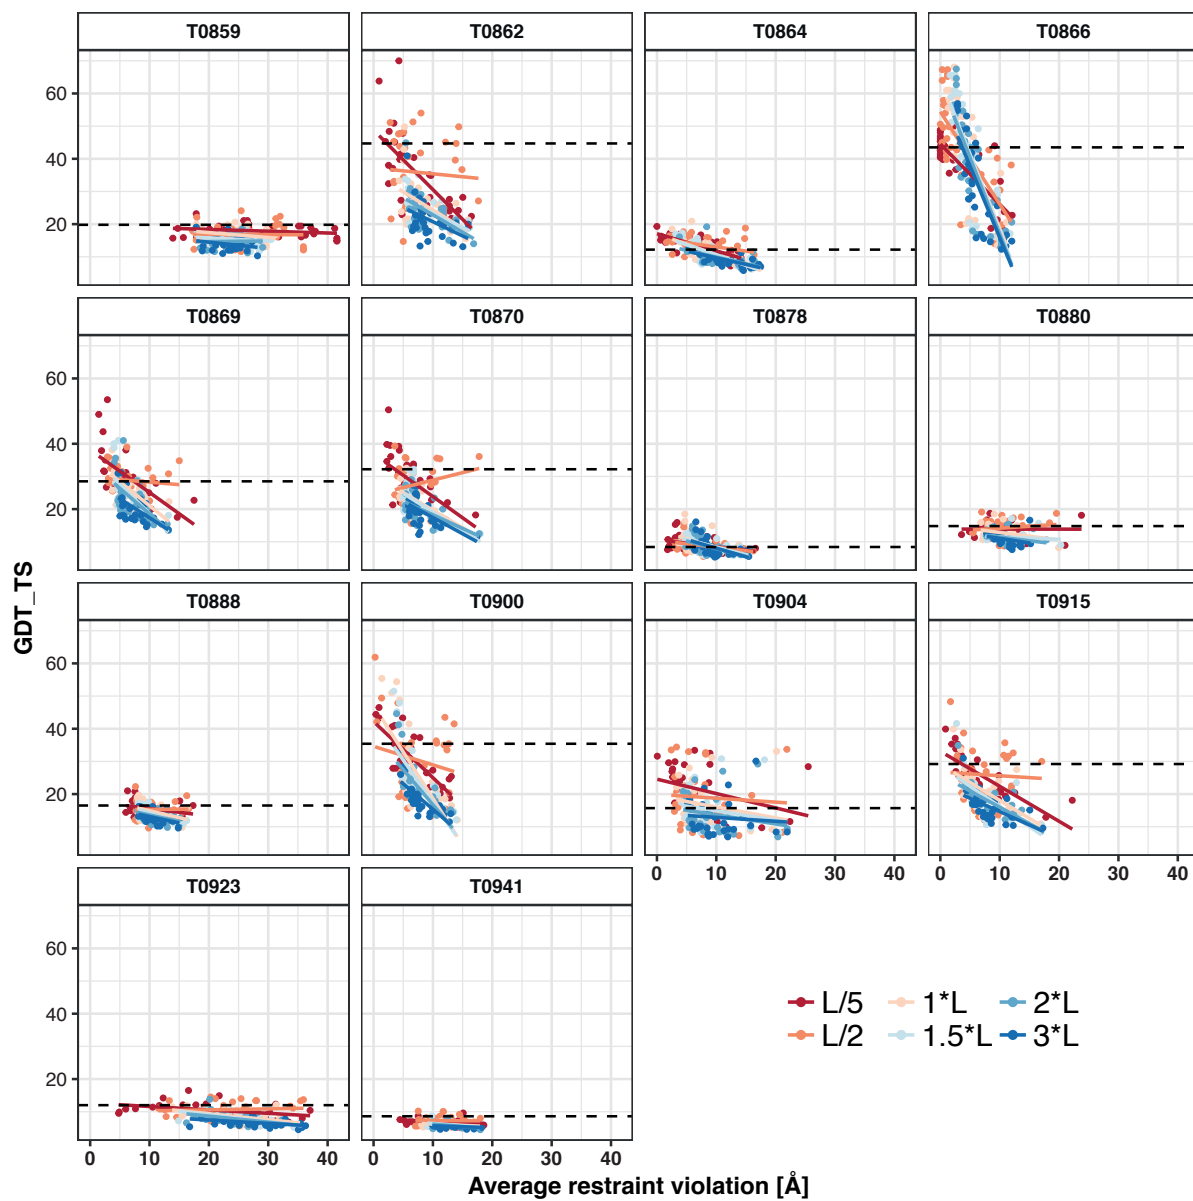 T0859 T0862 T0864 T0866
60
40
20
T0869 T0870 T0878 T0880
60
40
20
GDT_TS
T0888 T0900 T0904 T0915
60
40
20
0 10 20 30 40 0 10 20 30 40
T0923 T0941
60
40
20
L/5 1*L 2*L
L/2 1.5*L 3*L
0 10 20 30 40 0 10 20 30 40
Average restraint violation [Å]